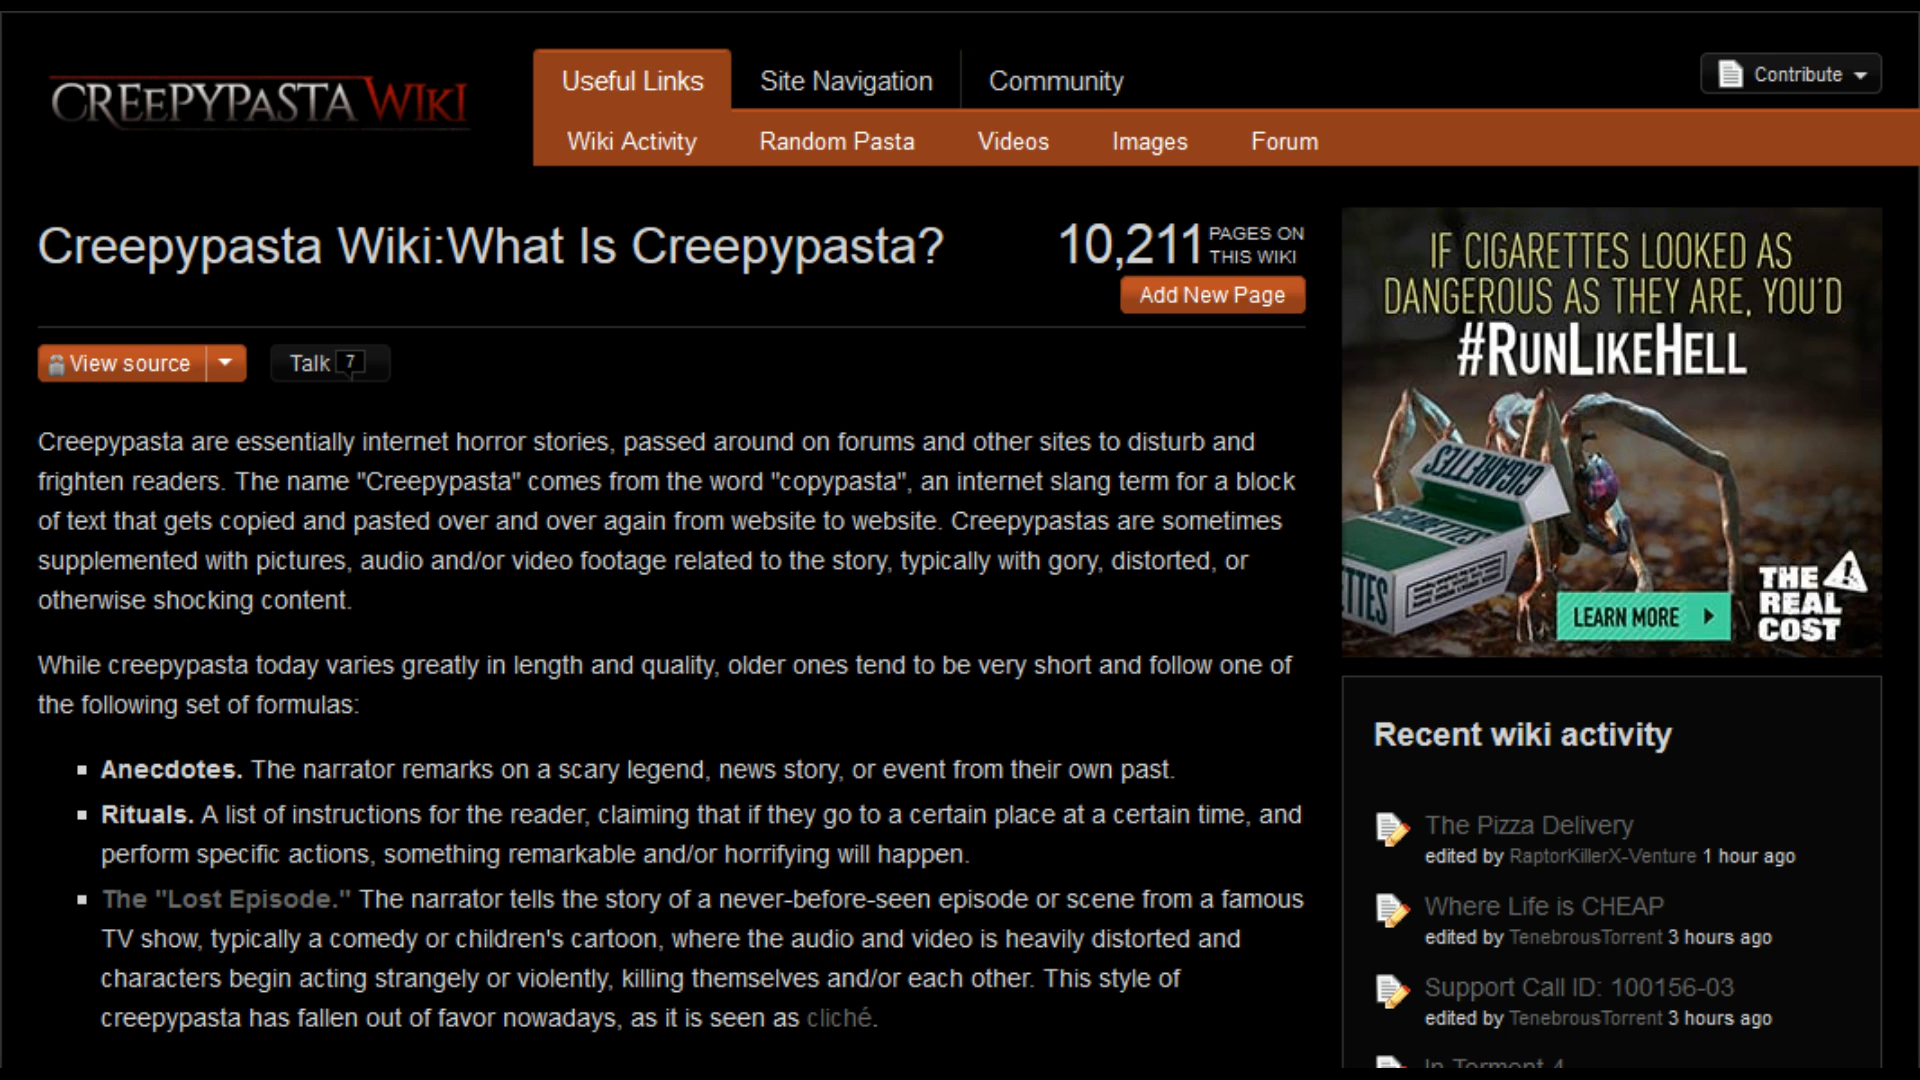 CREEPYPASTA WIKI
Useful Links
Site Navigation
Community
Contribute
Wiki Activity
Random Pasta
Videos
Images
Forum
Creepypasta Wiki:What Is Creepypasta?
10,211 PAGES ON
THIS WIKI
Add New Page
View source
Talk 7
Creepypasta are essentially internet horror stories, passed around on forums and other sites to disturb and
frighten readers. The name "Creepypasta" comes from the word "copypasta", an internet slang term for a block
of text that gets copied and pasted over and over again from website to website. Creepypastas are sometimes
supplemented with pictures, audio and/or video footage related to the story, typically with gory, distorted, or
otherwise shocking content.
While creepypasta today varies greatly in length and quality, older ones tend to be very short and follow one of
the following set of formulas:
Anecdotes. The narrator remarks on a scary legend, news story, or event from their own past.
Rituals. A list of instructions for the reader, claiming that if they go to a certain place at a certain time, and
perform specific actions, something remarkable and/or horrifying will happen.
The "Lost Episode." The narrator tells the story of a never-before-seen episode or scene from a famous
TV show, typically a comedy or children's cartoon, where the audio and video is heavily distorted and
characters begin acting strangely or violently, killing themselves and/or each other. This style of
creepypasta has fallen out of favor nowadays, as it is seen as cliché.
IF CIGARETTES LOOKED AS
DANGEROUS AS THEY ARE, YOU'D
#RUNLIKEHELL
CIGARETTES
CIGARETTES
TTES
LEARN MORE
THE
REAL
COST
Recent wiki activity
The Pizza Delivery
edited by RaptorKillerX-Venture 1 hour ago
Where Life is CHEAP
edited by TenebrousTorrent 3 hours ago
Support Call ID: 100156-03
edited by TenebrousTorrent 3 hours ago
In Torment 4